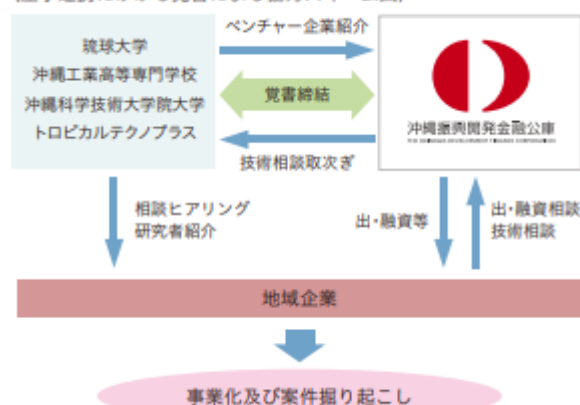 琉球大学
沖縄工業高等専門学校
沖縄科学技術大学院大学
トロピカルテクノプラス
ベンチャー企業紹介
覚書締結
技術相談取次ぎ
沖縄振興開発金融公庫
相談ヒアリング
研究者紹介
出・融資等
出・融資相談
技術相談
地域企業
事業化及び案件掘り起こし